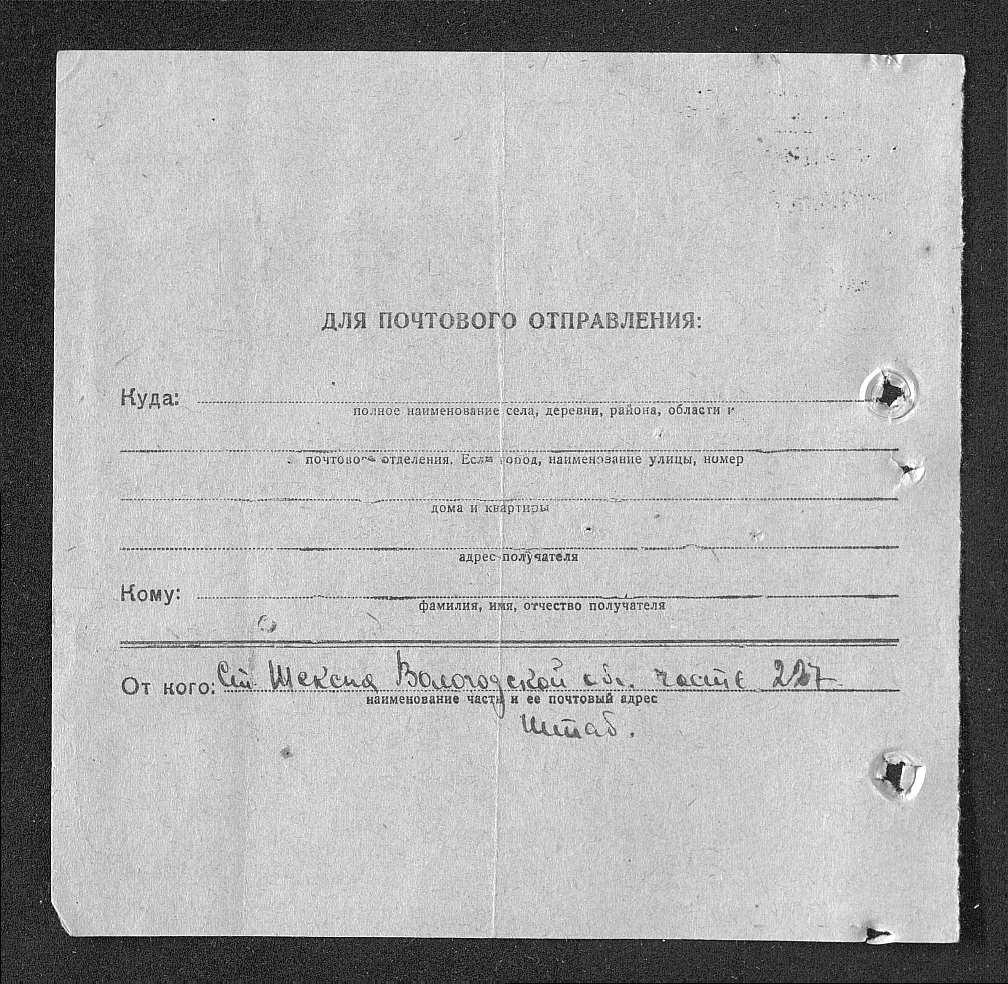 ДЛЯ ПОЧТОВОГО ОТПРАВЛЕНИЯ:
Куда:
полное наименование села, деревни, района, области и
почтового отделения. Если город, наименование улицы, номер
дома и квартиры
адрес получателя
Кому:
фамилия, имя, отчество получателя
От кого: Ст. Шексна Вологодской обл. часть 227
наименование части и ее почтовый адрес
Штаб.